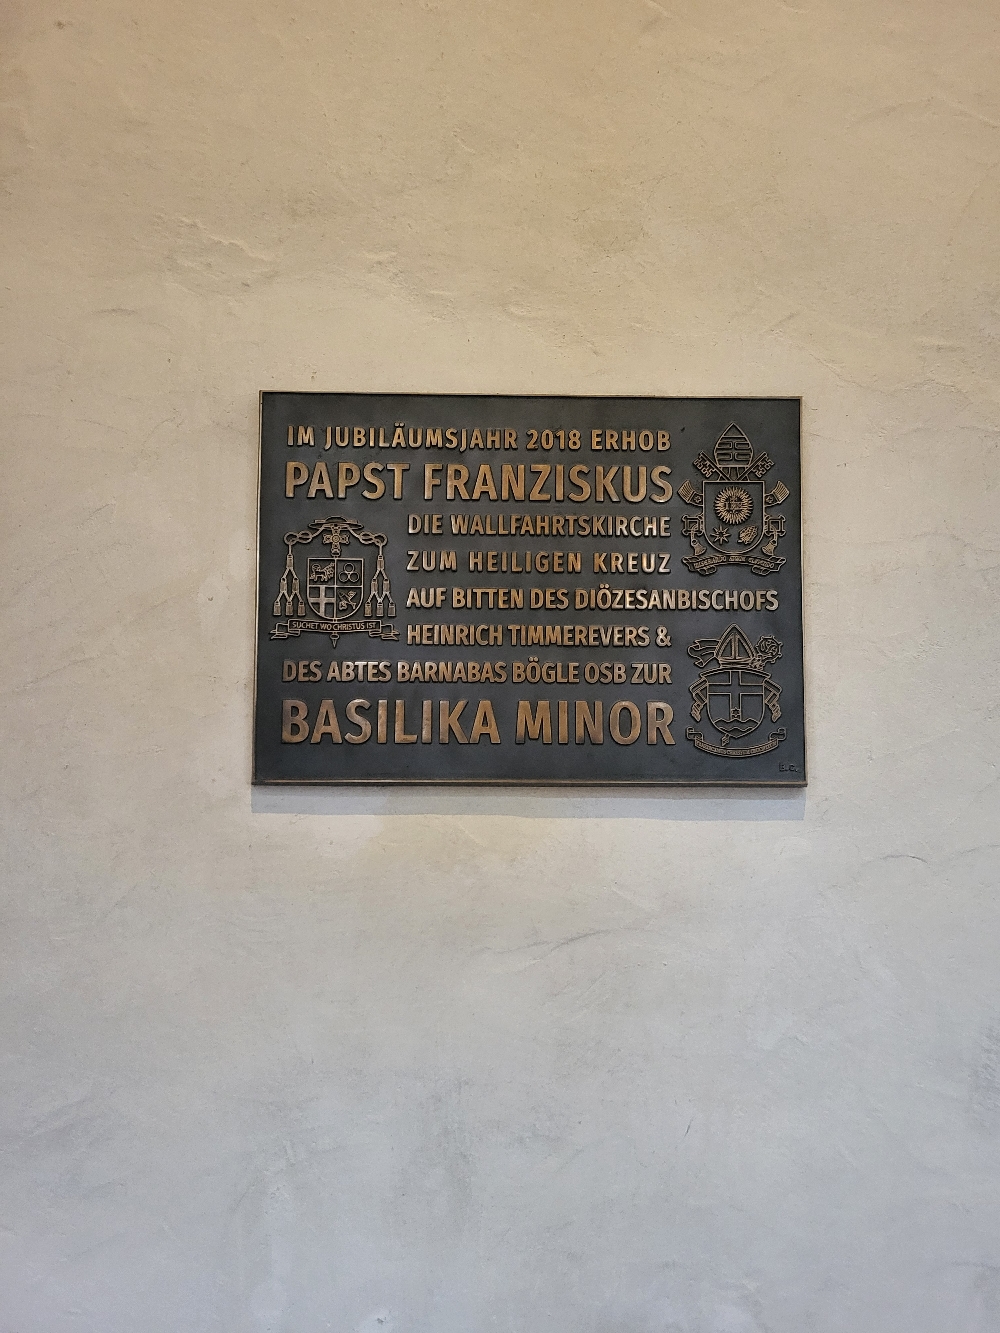 IM JUBILÄUMSJAHR 2018 ERHOB
PAPST FRANZISKUS
DIE WALLFAHRTSKIRCHE
ZUM HEILIGEN KREUZ
AUF BITTEN DES DIÖZESANBISCHOFS
HEINRICH TIMMEREVERS &
DES ABTES BARNABAS BÖGLE OSB ZUR
BASILIKA MINOR
SUCHET WO CHRISTUS IST